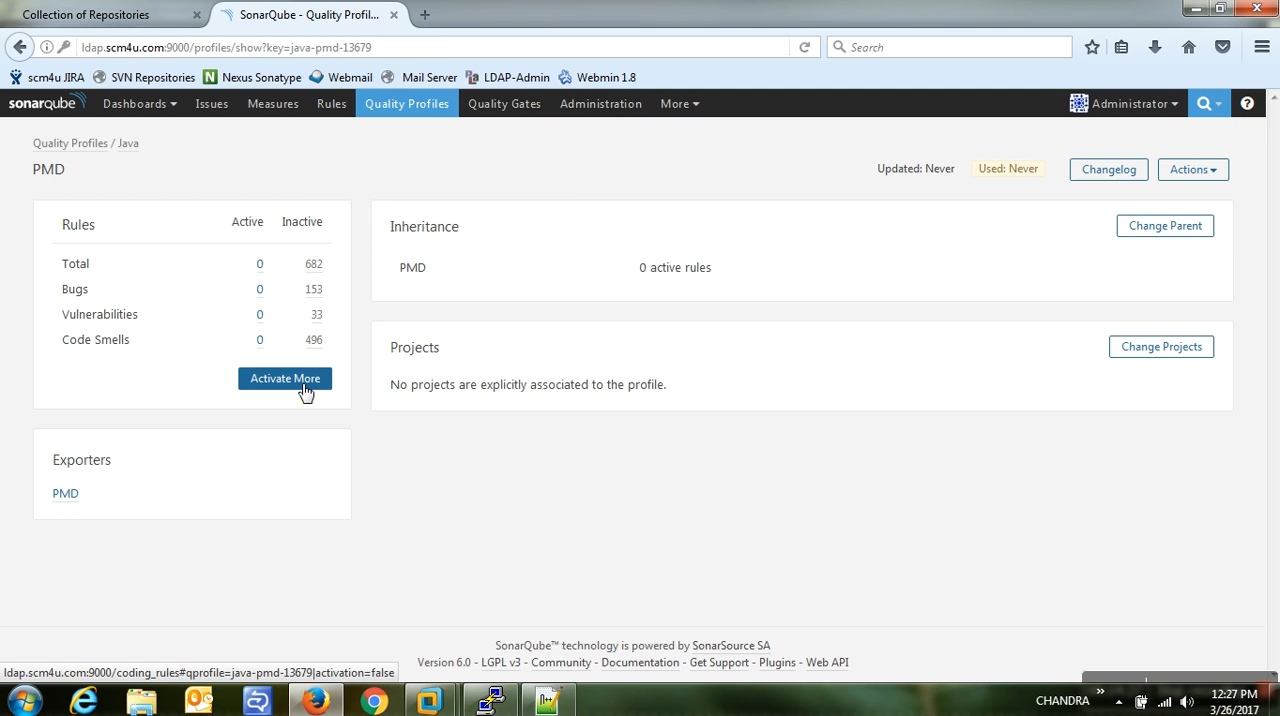 Collection of Repositories
SonarQube - Quality Profil...
ldap.scm4u.com:9000/profiles/show?key=java-pmd-13679
Search
scm4u JIRA SVN Repositories Nexus Sonatype Webmail Mail Server LDAP-Admin Webmin 1.8
sonarqube Dashboards Issues Measures Rules Quality Profiles Quality Gates Administration More Administrator
Quality Profiles / Java
PMD
Updated: Never Used: Never Changelog Actions
Rules Active Inactive
Total 0 682
Bugs 0 153
Vulnerabilities 0 33
Code Smells 0 496
Activate More
Inheritance Change Parent
PMD 0 active rules
Projects Change Projects
No projects are explicitly associated to the profile.
Exporters
PMD
SonarQube™ technology is powered by SonarSource SA
Version 6.0 - LGPL v3 - Community - Documentation - Get Support - Plugins - Web API
ldap.scm4u.com:9000/coding_rules#qprofile=java-pmd-13679|activation=false
CHANDRA
12:27 PM
3/26/2017